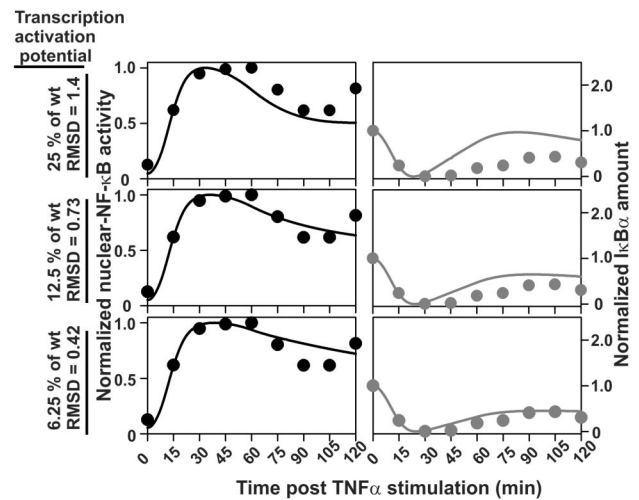 Transcription
activation
potential
25 % of wt
RMSD = 1.4
12.5 % of wt
RMSD = 0.73
6.25 % of wt
RMSD = 0.42
Normalized nuclear-NF-κB activity
1.0
0.5
0
1.0
0.5
0
1.0
0.5
0
2.0
1.0
0
2.0
1.0
0
2.0
1.0
0
Normalized IκBα amount
0 15 30 45 60 75 90 105 120
0 15 30 45 60 75 90 105 120
Time post TNFα stimulation (min)